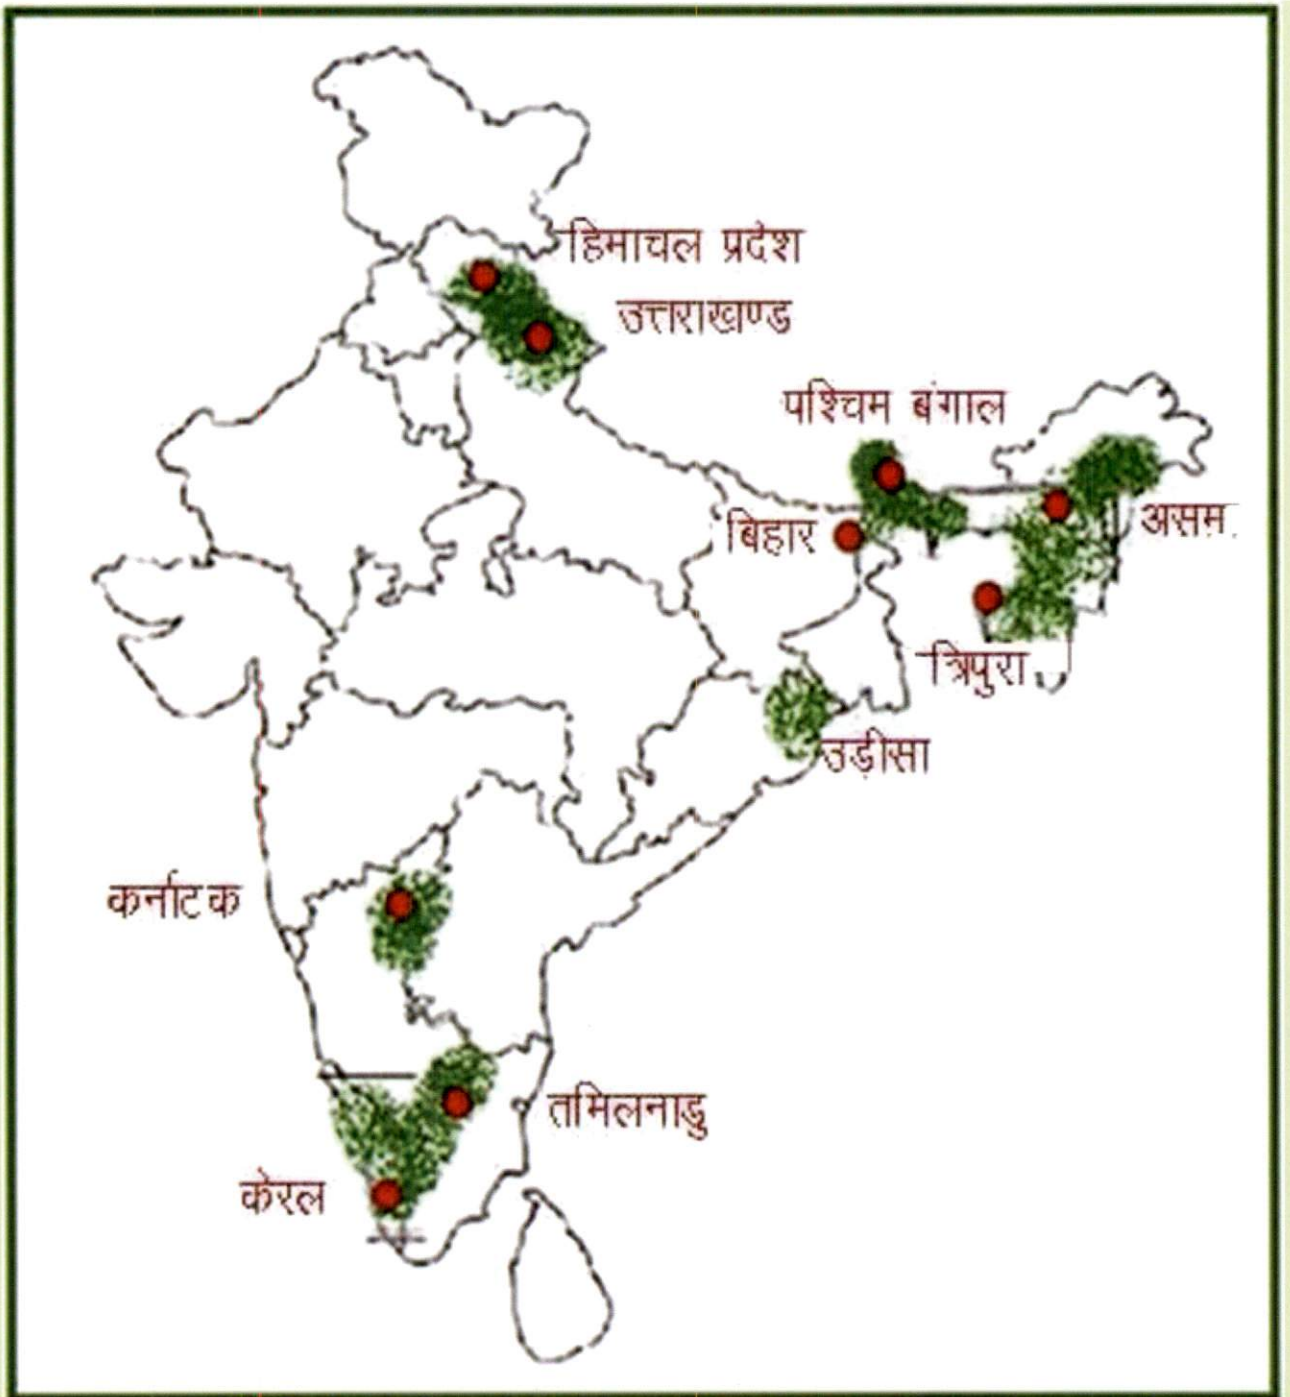 हिमाचल प्रदेश
उत्तराखण्ड
पश्चिम बंगाल
असम
बिहार
त्रिपुरा
उड़ीसा
कर्नाटक
तमिलनाडु
केरल